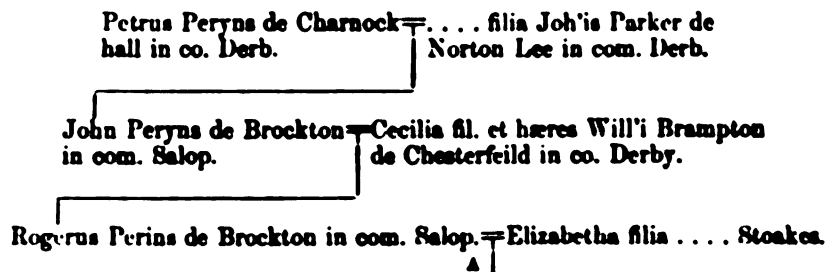 Petrus Peryns de Charnock . . . . filia Joh'is Parker de
hall in co. Derb. Norton Lee in com. Derb.
John Peryns de Brockton Cecilia fil. et hæres Will'i Brampton
in com. Salop. de Chesterfeild in co. Derby.
Rogerus Perins de Brockton in com. Salop. Elizabetha filia . . . . Stoakes.
A